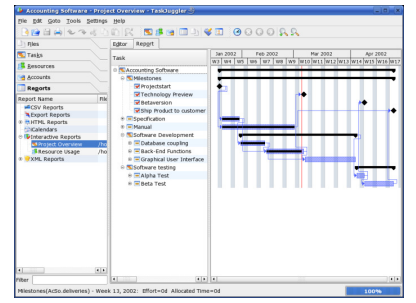 Accounting Software - Project Overview - TaskJuggler
File Edit Goto Tools Settings Help
Files
Tasks
Resources
Accounts
Reports
Report Name File
CSV Reports
Export Reports
HTML Reports
iCalendars
Interactive Reports
Project Overview /ho
Resource Usage /ho
XML Reports
Filter
Editor Report
Task
Accounting Software
Milestones
Projectstart
Technology Preview
Betaversion
Ship Product to customer
Specification
Manual
Software Development
Database coupling
Back-End Functions
Graphical User Interface
Software testing
Alpha Test
Beta Test
Jan 2002 Feb 2002 Mar 2002 Apr 2002
W3 W4 W5 W6 W7 W8 W9 W10 W11 W12 W13 W14 W15 W16 W17
Milestones(AcSo.deliveries) - Week 13, 2002: Effort=0d Allocated Time=0d
100%